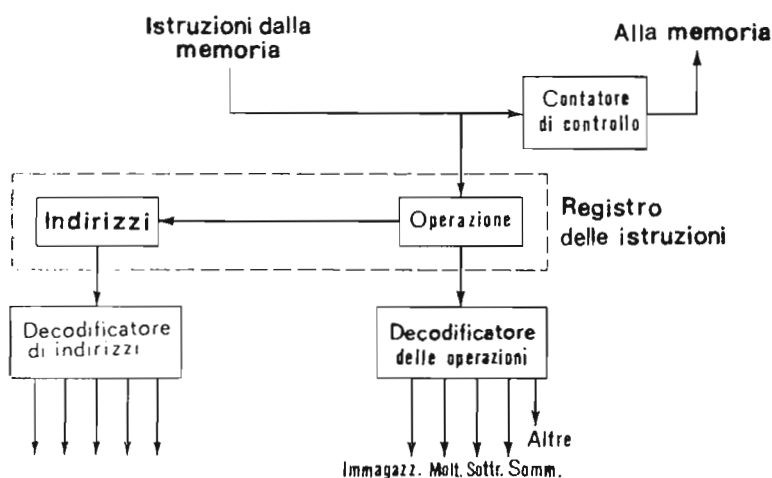 Istruzioni dalla
memoria
Alla memoria
Contatore
di controllo
Indirizzi
Operazione
Registro
delle istruzioni
Decodificatore
di indirizzi
Decodificatore
delle operazioni
Altre
Immagazz. Molt. Sottr. Somm.